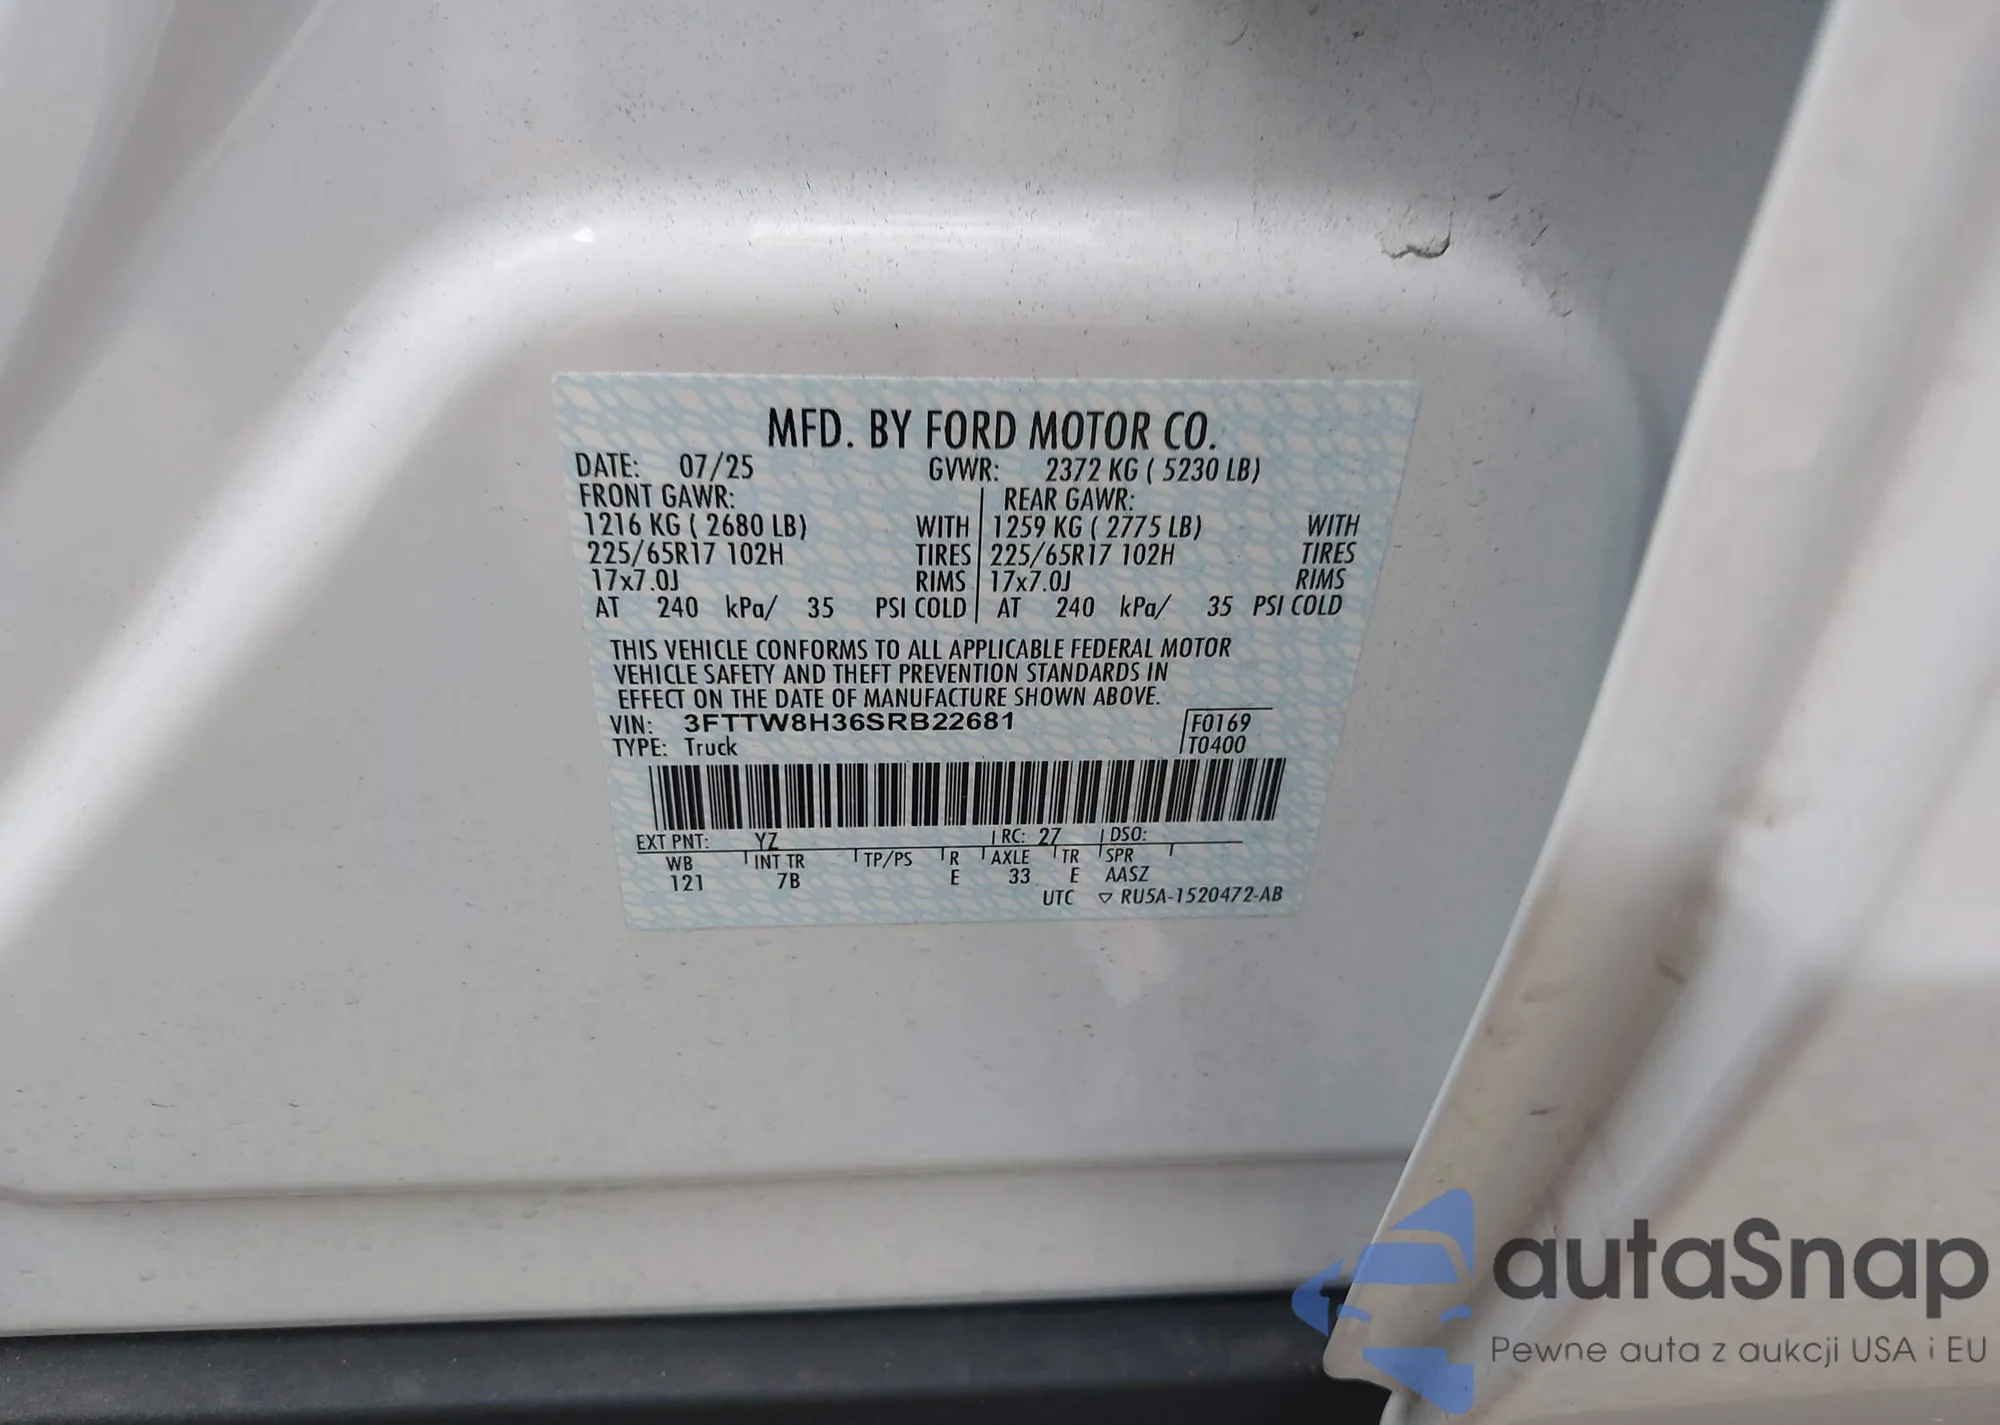 MFD. BY FORD MOTOR CO.
DATE: 07/25 GVWR: 2372 KG ( 5230 LB)
FRONT GAWR: REAR GAWR:
1216 KG ( 2680 LB) WITH 1259 KG ( 2775 LB) WITH
225/65R17 102H TIRES 225/65R17 102H TIRES
17x7.0J RIMS 17x7.0J RIMS
AT 240 kPa/ 35 PSI COLD AT 240 kPa/ 35 PSI COLD
THIS VEHICLE CONFORMS TO ALL APPLICABLE FEDERAL MOTOR
VEHICLE SAFETY AND THEFT PREVENTION STANDARDS IN
EFFECT ON THE DATE OF MANUFACTURE SHOWN ABOVE.
VIN: 3FTTW8H36SRB22681 F0169
TYPE: Truck T0400
EXT PNT: YZ RC: 27 DSO:
WB INT TR TP/PS R AXLE TR SPR
121 7B E 33 E AASZ
UTC ▽ RU5A-1520472-AB
autaSnap
Pewne auta z aukcji USA i EU